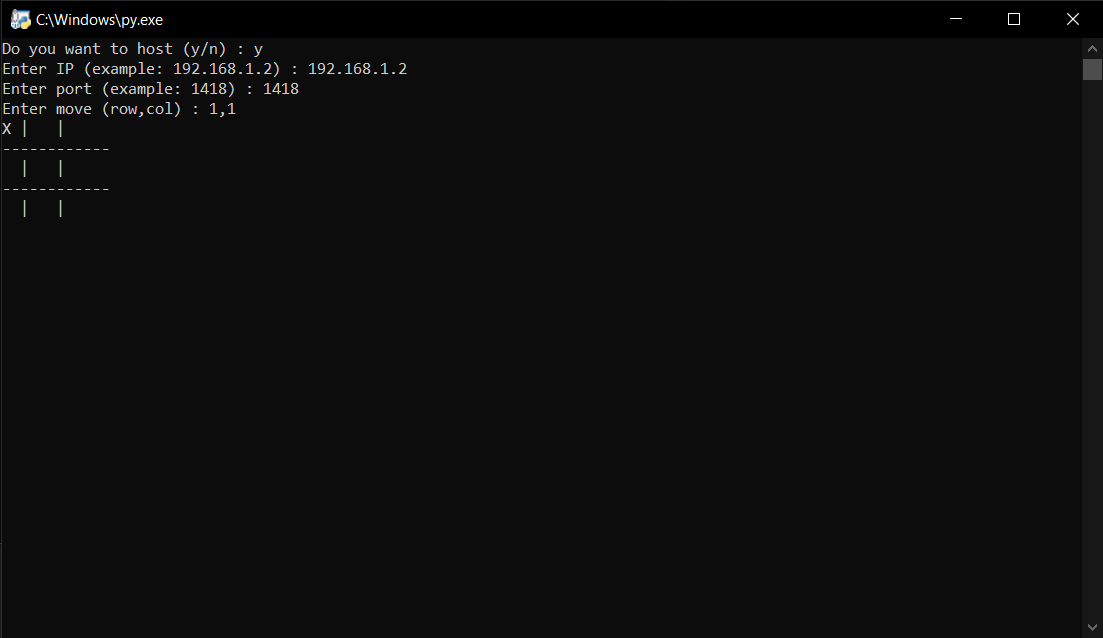 C:\Windows\py.exe
Do you want to host (y/n) : y
Enter IP (example: 192.168.1.2) : 192.168.1.2
Enter port (example: 1418) : 1418
Enter move (row,col) : 1,1
X |   |
------------
  |   |
------------
  |   |